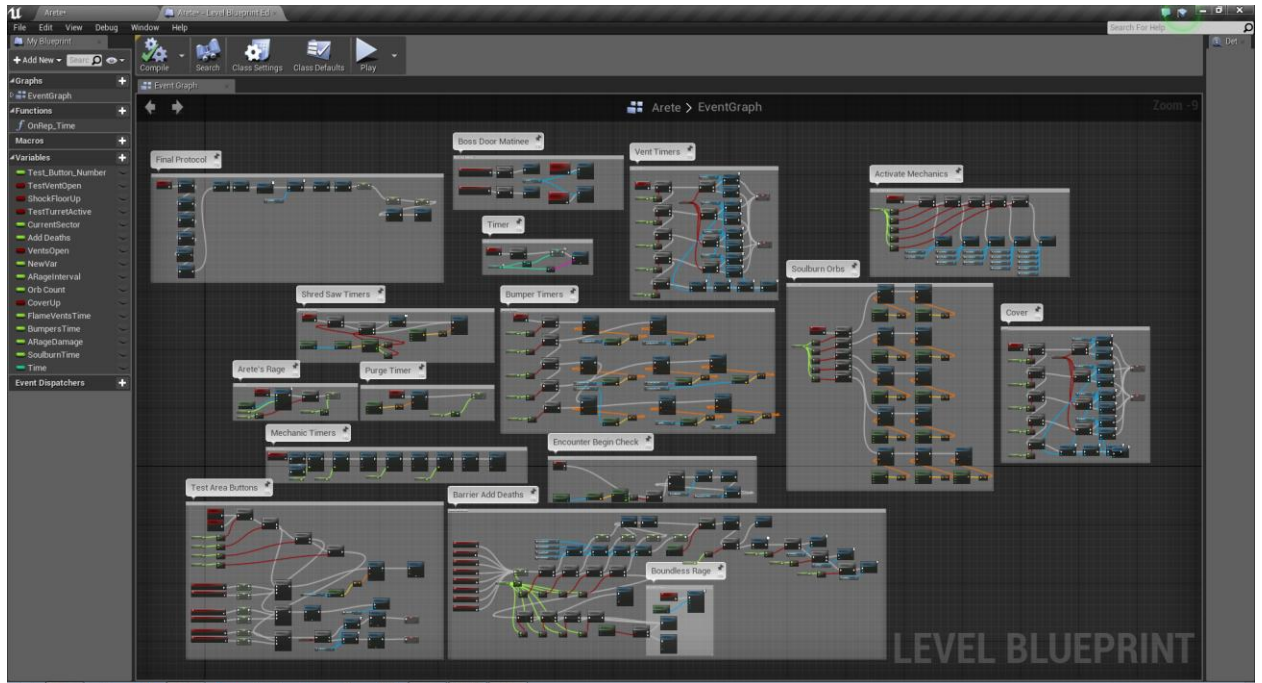 Arete*
Arete* - Level Blueprint Ed
File Edit View Debug Window Help
Search For Help
My Blueprint
Add New
Search
Compile
Search
Class Settings
Class Defaults
Play
Det
Graphs
EventGraph
Functions
OnRep_Time
Macros
Variables
Test_Button_Number
TestVentOpen
ShockFloorUp
TestTurretActive
CurrentSector
Add Deaths
VentsOpen
NewVar
ARageInterval
Orb Count
CoverUp
FlameVentsTime
BumpersTime
ARageDamage
SoulburnTime
Time
Event Dispatchers
Event Graph
Arete > EventGraph
Zoom -9
Final Protocol
Boss Door Matinee
Vent Timers
Activate Mechanics
Timer
Soulburn Orbs
Shred Saw Timers
Bumper Timers
Cover
Arete's Rage
Purge Timer
Mechanic Timers
Encounter Begin Check
Test Area Buttons
Barrier Add Deaths
Boundless Rage
LEVEL BLUEPRINT